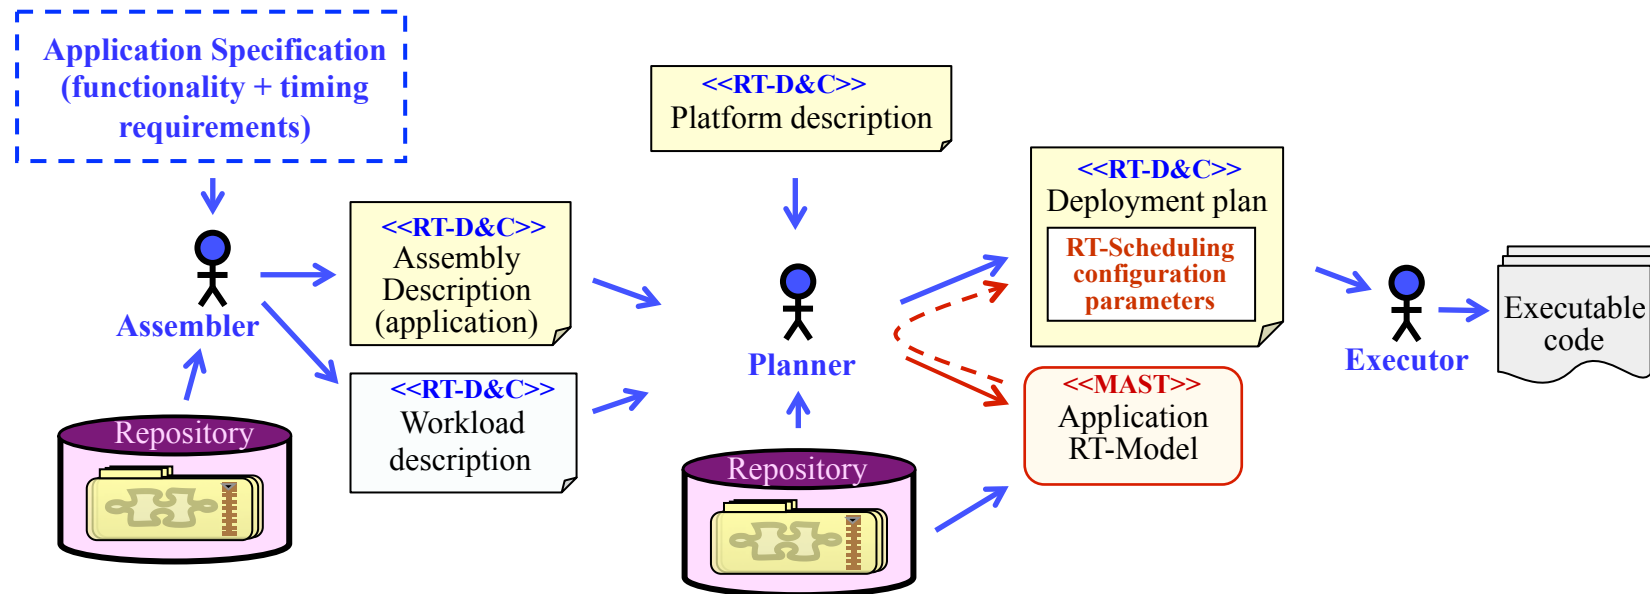 Application Specification
(functionality + timing
requirements)
<<RT-D&C>>
Platform description
<<RT-D&C>>
Deployment plan
RT-Scheduling
configuration
parameters
<<RT-D&C>>
Assembly
Description
(application)
Assembler
Planner
Executor
Executable
code
<<RT-D&C>>
Workload
description
<<MAST>>
Application
RT-Model
Repository
Repository